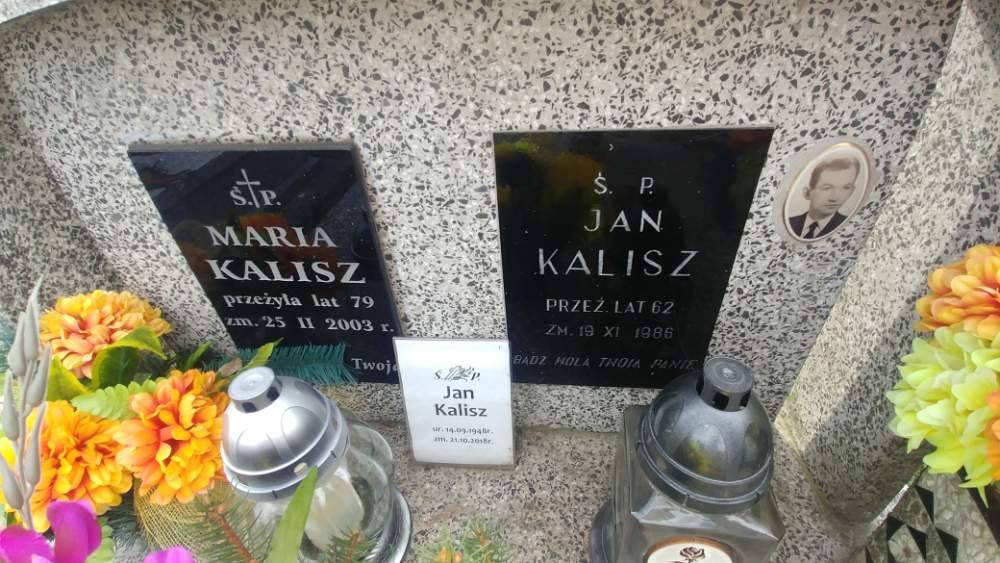 Ś.†P.
MARIA
KALISZ
przeżyła lat 79
zm. 25 II 2003 r.
Twoja
Ś. P.
JAN
KALISZ
PRZEŻ. LAT 62
ZM. 19 XI 1986
BĄDŹ WOLA TWOJA PANIE
Ś. P.
Jan
Kalisz
ur. 14.09.1948r.
zm. 21.10.2018r.